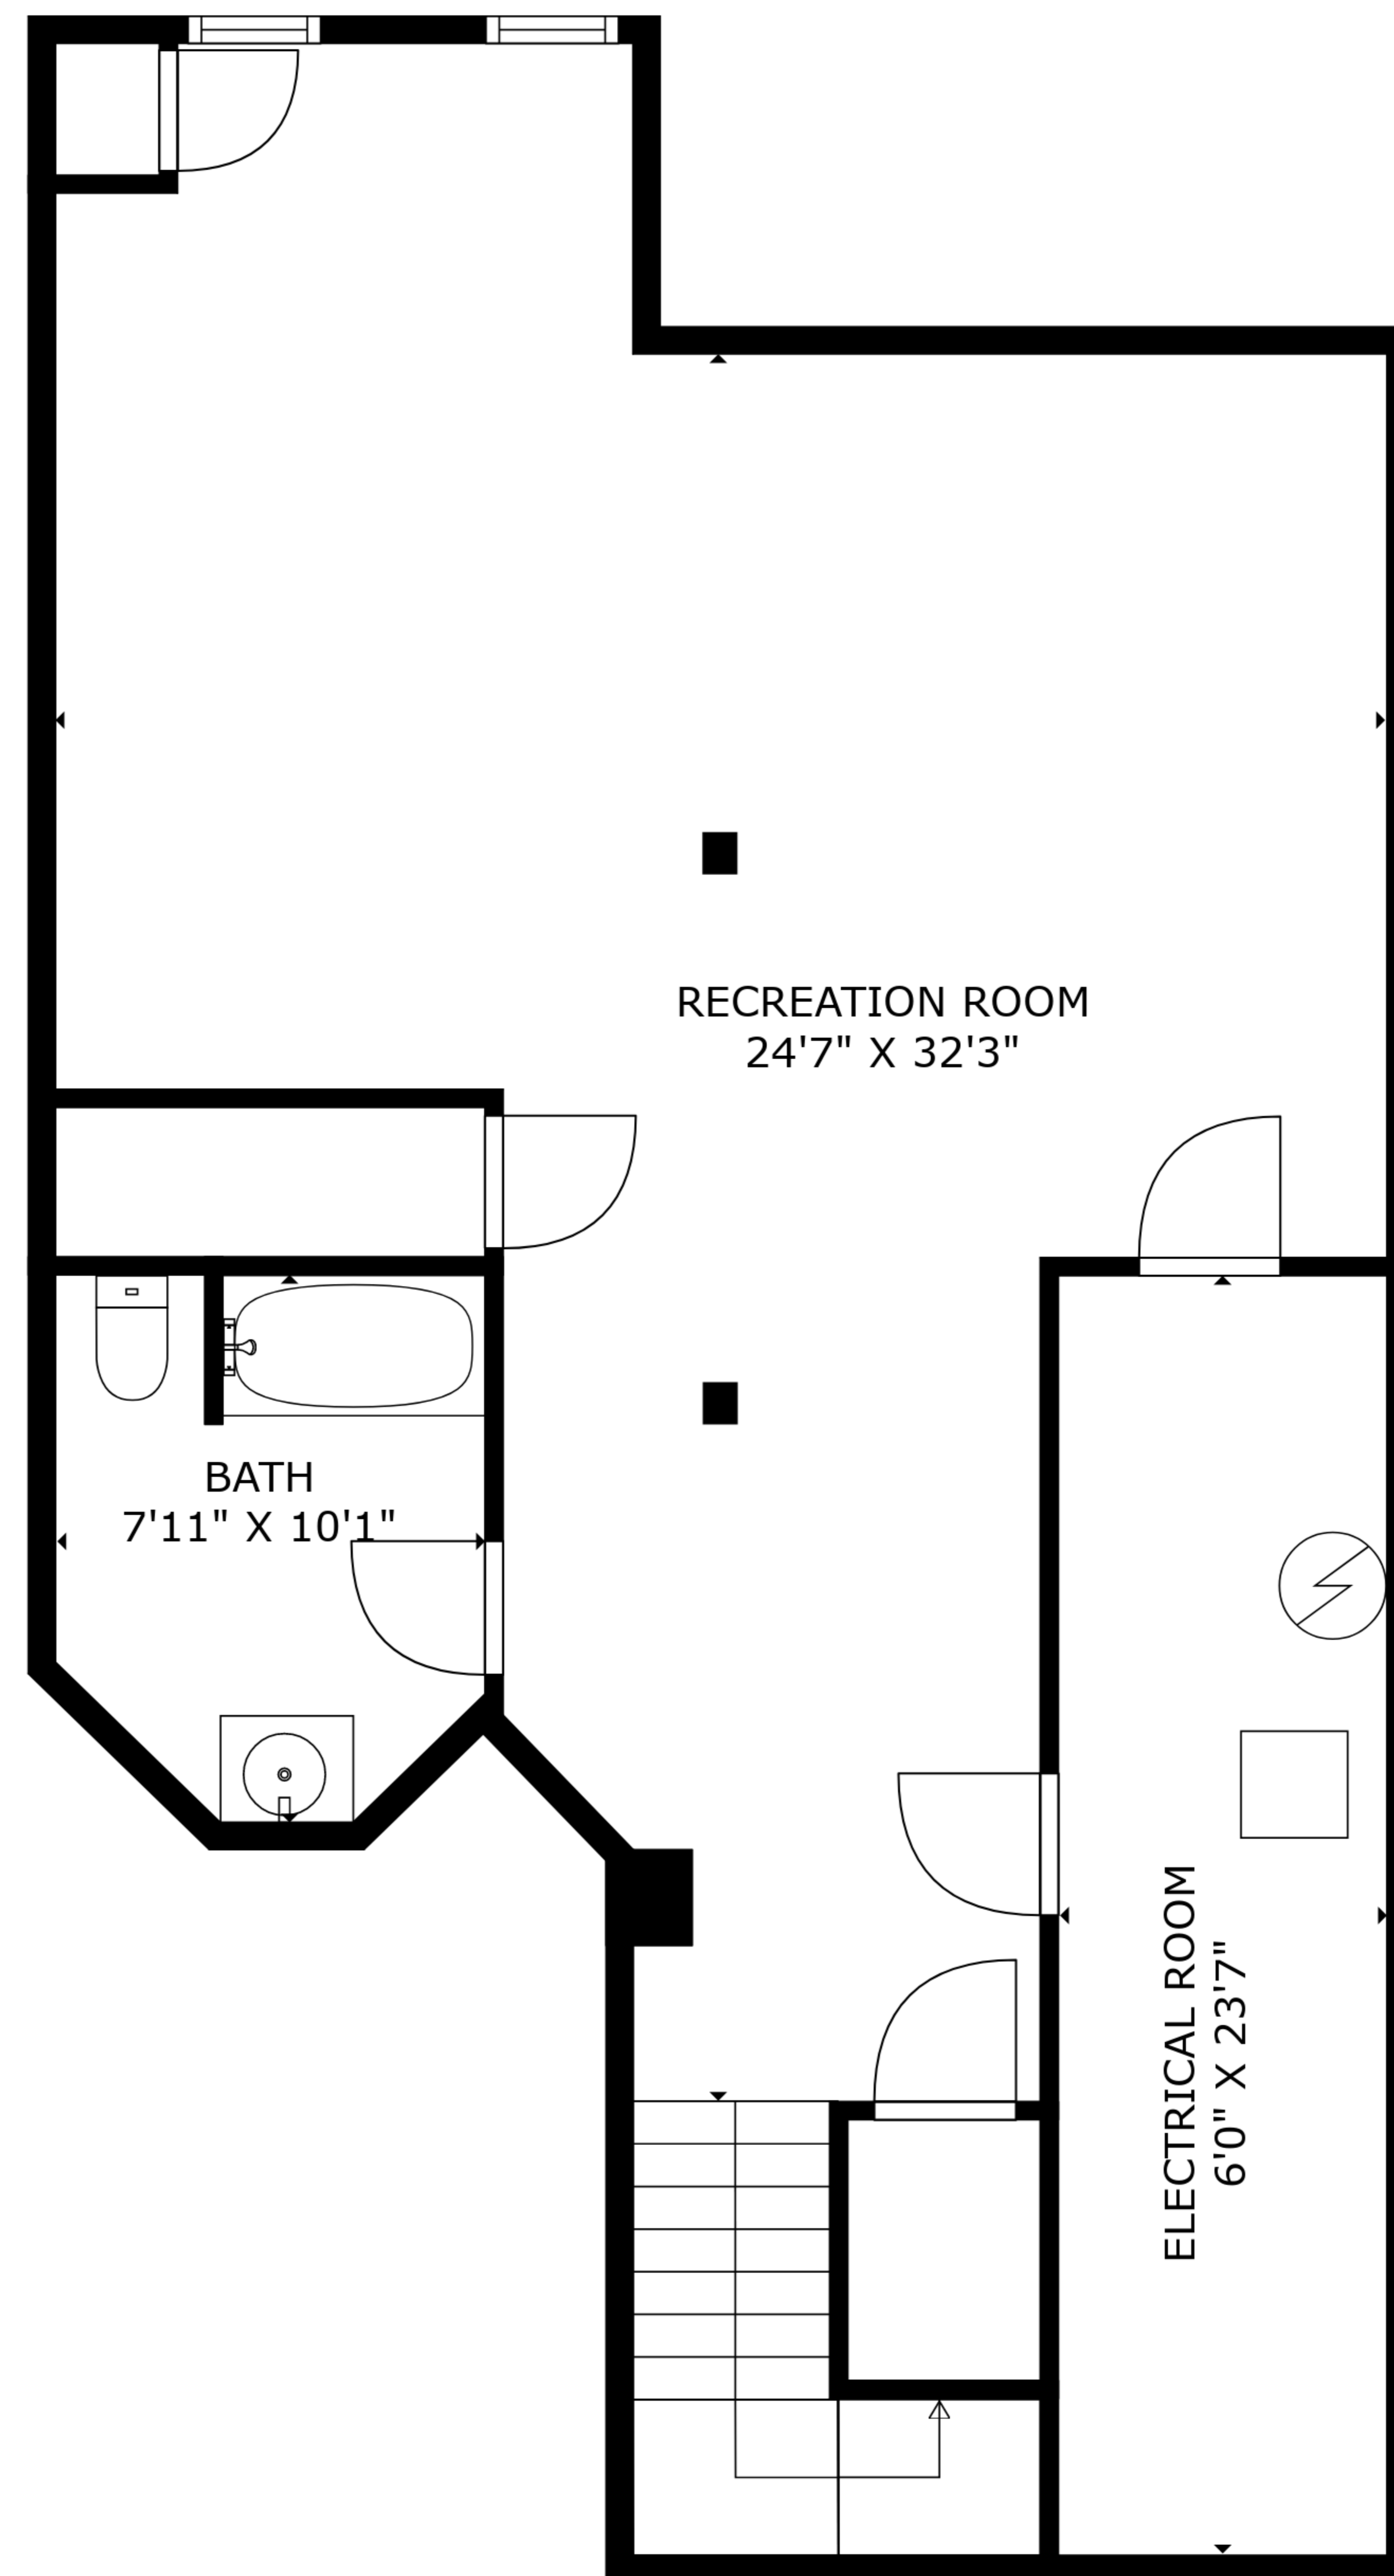 RECREATION ROOM
24'7" X 32'3"
BATH
7'11" X 10'1"
ELECTRICAL ROOM
6'0" X 23'7"